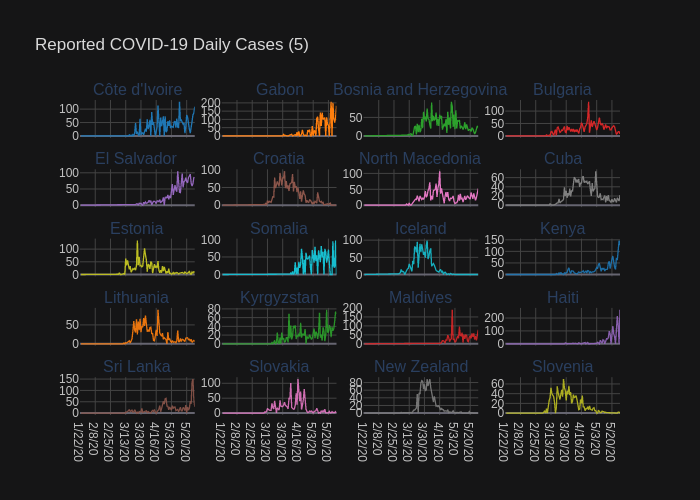 Reported COVID-19 Daily Cases (5)
Côte d'Ivoire Gabon Bosnia and Herzegovina Bulgaria
100 50 0
200 150 100 50 0
50 0
100 50 0
El Salvador Croatia North Macedonia Cuba
100 50 0
100 50 0
100 50 0
60 40 20 0
Estonia Somalia Iceland Kenya
100 50 0
100 50 0
100 50 0
150 100 50 0
Lithuania Kyrgyzstan Maldives Haiti
50 0
80 60 40 20 0
200 150 100 50 0
200 100 0
Sri Lanka Slovakia New Zealand Slovenia
150 100 50 0
100 50 0
80 60 40 20 0
60 40 20 0
1/22/20 2/8/20 2/25/20 3/13/20 3/30/20 4/16/20 5/3/20 5/20/20
1/22/20 2/8/20 2/25/20 3/13/20 3/30/20 4/16/20 5/3/20 5/20/20
1/22/20 2/8/20 2/25/20 3/13/20 3/30/20 4/16/20 5/3/20 5/20/20
1/22/20 2/8/20 2/25/20 3/13/20 3/30/20 4/16/20 5/3/20 5/20/20